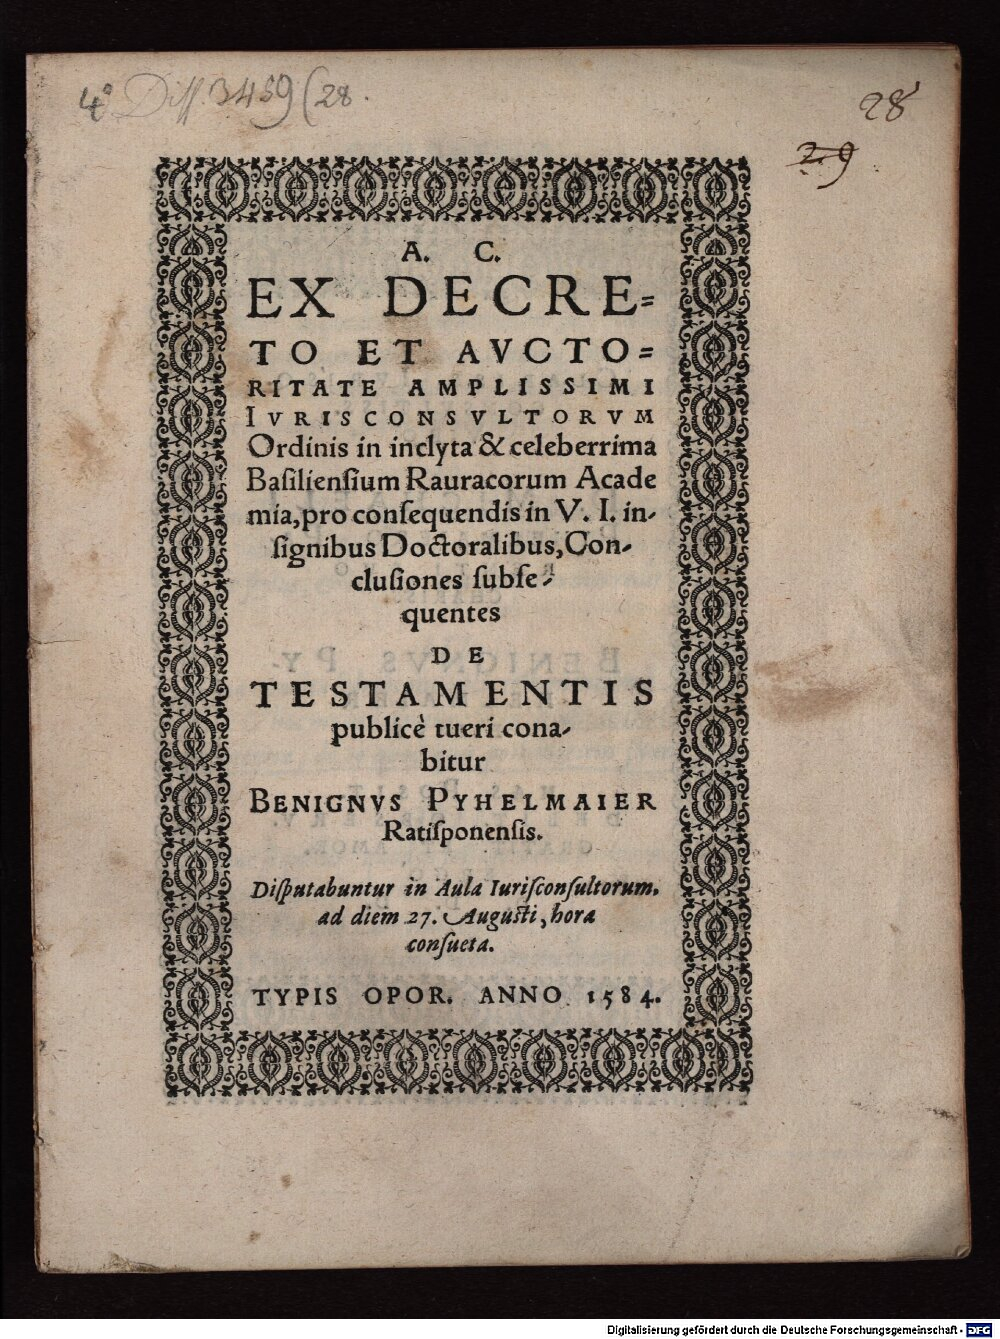 4° Diss. 3459 (28.
28
2.9
A. C.
EX DECRE=
TO ET AVCTO=
RITATE AMPLISSIMI
IVRISCONSVLTORVM
Ordinis in inclyta & celeberrima
Basiliensium Rauracorum Acade
mia, pro consequendis in V. I. in-
signibus Doctoralibus, Con-
clusiones subse-
quentes
DE
TESTAMENTIS
publicè tueri cona-
bitur
BENIGNVS PYHELMAIER
Ratisponensis.
Disputabuntur in Aula Iurisconsultorum,
ad diem 27. Augusti, hora
consueta.
TYPIS OPOR. ANNO 1584.
Digitalisierung gefördert durch die Deutsche Forschungsgemeinschaft - DFG